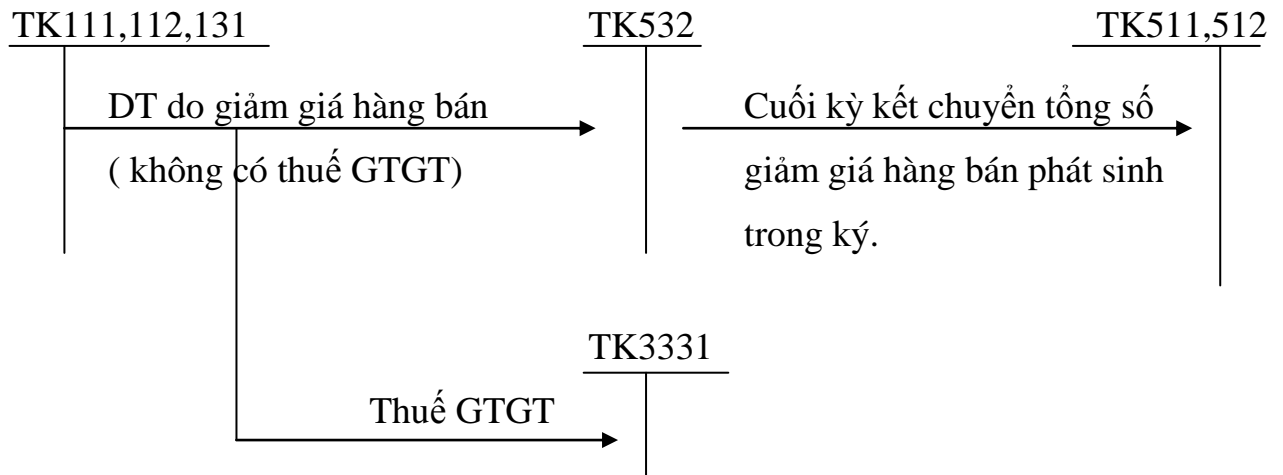 TK111,112,131
TK532
TK511,512
DT do giảm giá hàng bán
( không có thuế GTGT)
Cuối kỳ kết chuyển tổng số
giảm giá hàng bán phát sinh
trong ký.
TK3331
Thuế GTGT